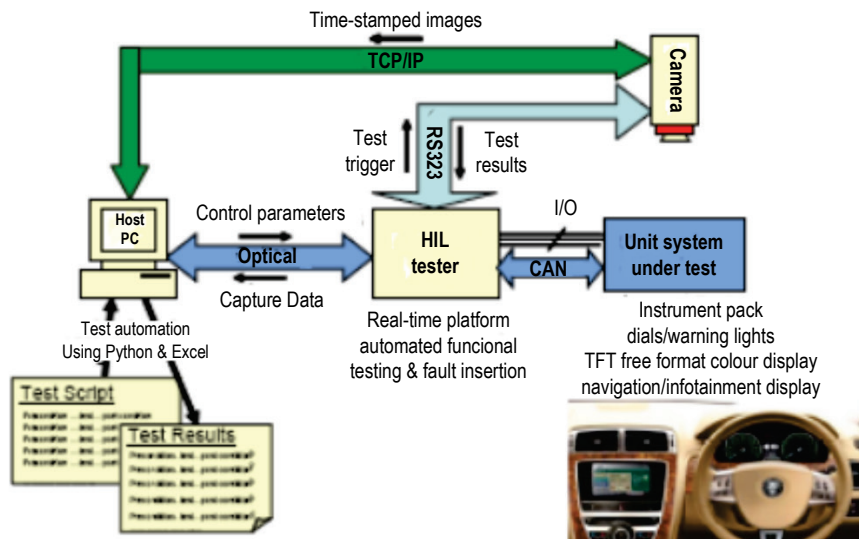 Time-stamped images
TCP/IP
Camera
Test
trigger
RS323
Test
results
Host
PC
Control parameters
Optical
Capture Data
HIL
tester
I/O
CAN
Unit system
under test
Test automation
Using Python & Excel
Real-time platform
automated funcional
testing & fault insertion
Instrument pack
dials/warning lights
TFT free format colour display
navigation/infotainment display
Test Script
Test Results